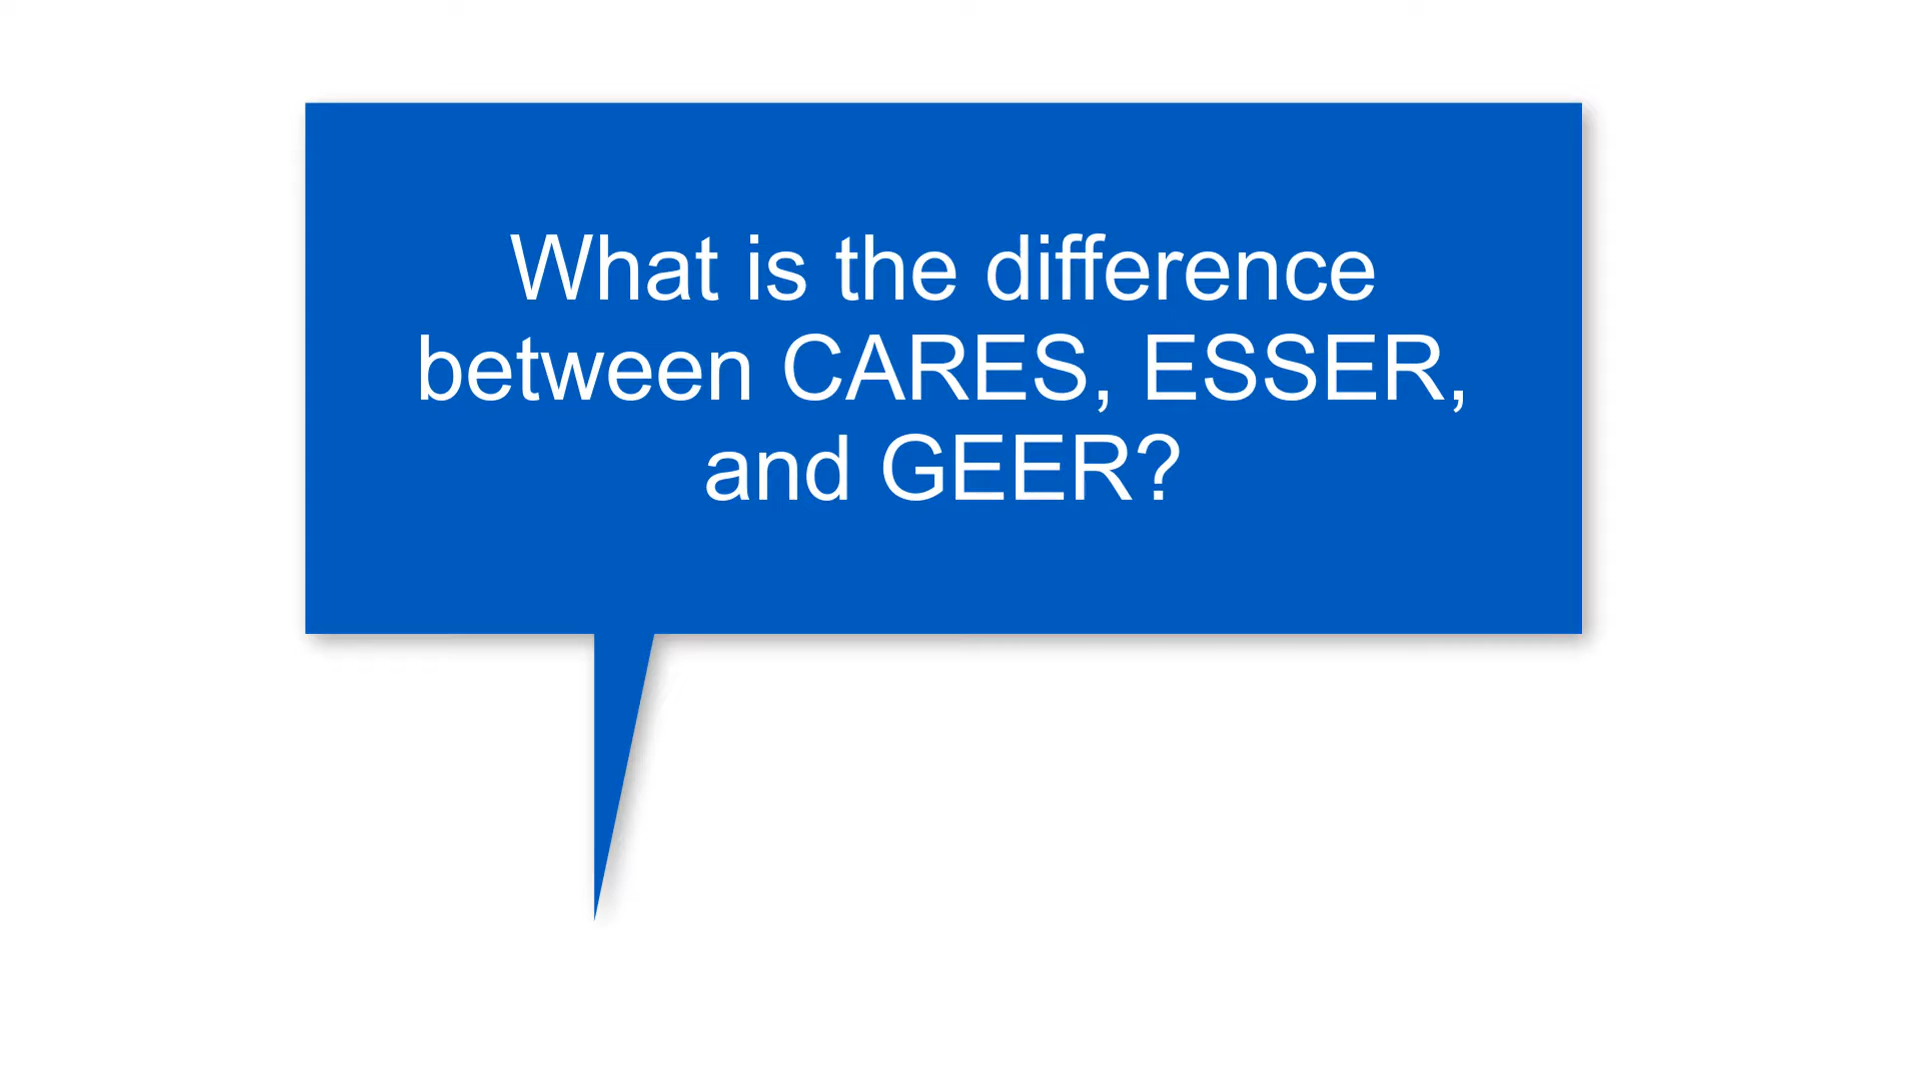 What is the difference
between CARES, ESSER,
and GEER?